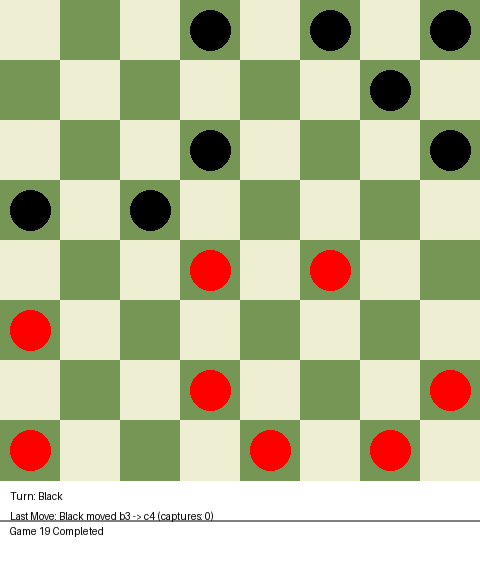 Turn: Black
Last Move: Black moved b3 -> c4 (captures: 0)
Game 19 Completed